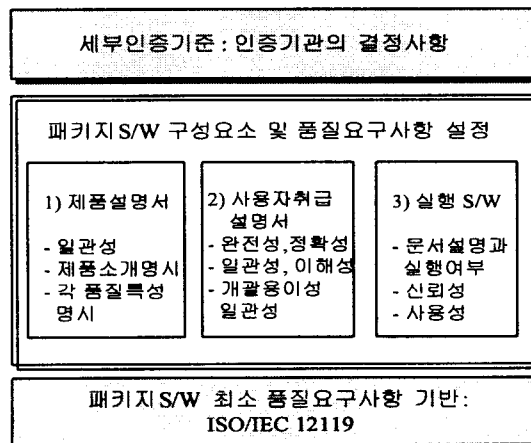 세부인증기준 : 인증기관의 결정사항
패키지 S/W 구성요소 및 품질요구사항 설정
1) 제품설명서
- 일관성
- 제품소개명시
- 각 품질특성
명시
2) 사용자취급
설명서
- 완전성,정확성
- 일관성, 이해성
- 개괄용이성
일관성
3) 실행 S/W
- 문서설명과
실행여부
- 신뢰성
- 사용성
패키지 S/W 최소 품질요구사항 기반:
ISO/IEC 12119